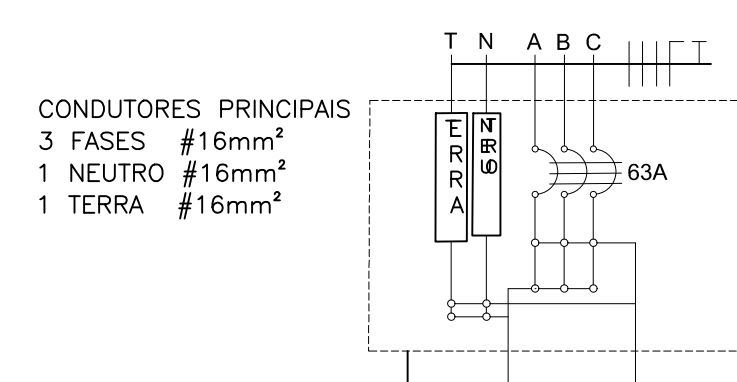 T N A B C
CONDUTORES PRINCIPAIS
3 FASES #16mm²
1 NEUTRO #16mm²
1 TERRA #16mm²
TERRA
63A